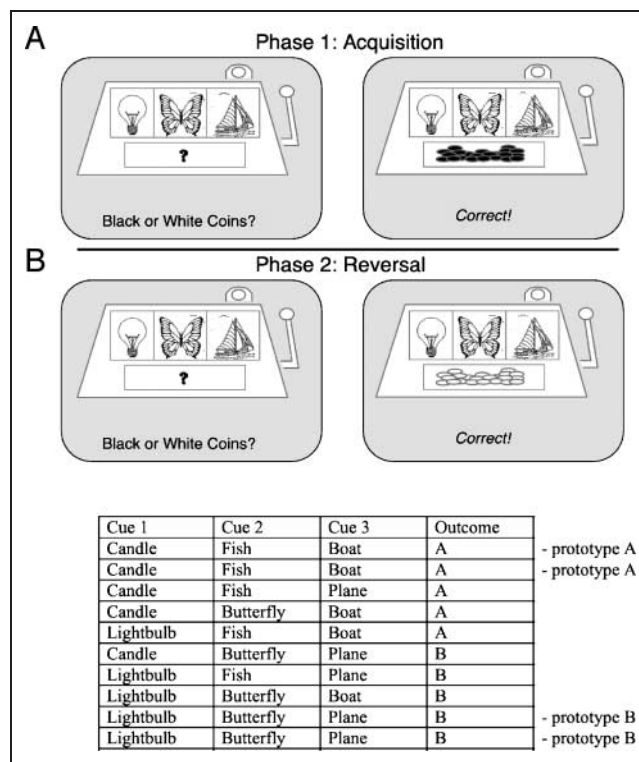 A
Phase 1: Acquisition
?
Black or White Coins?
Correct!
B
Phase 2: Reversal
?
Black or White Coins?
Correct!
Cue 1 Cue 2 Cue 3 Outcome
Candle Fish Boat A - prototype A
Candle Fish Boat A - prototype A
Candle Fish Plane A
Candle Butterfly Boat A
Lightbulb Fish Boat A
Candle Butterfly Plane B
Lightbulb Fish Plane B
Lightbulb Butterfly Boat B
Lightbulb Butterfly Plane B - prototype B
Lightbulb Butterfly Plane B - prototype B